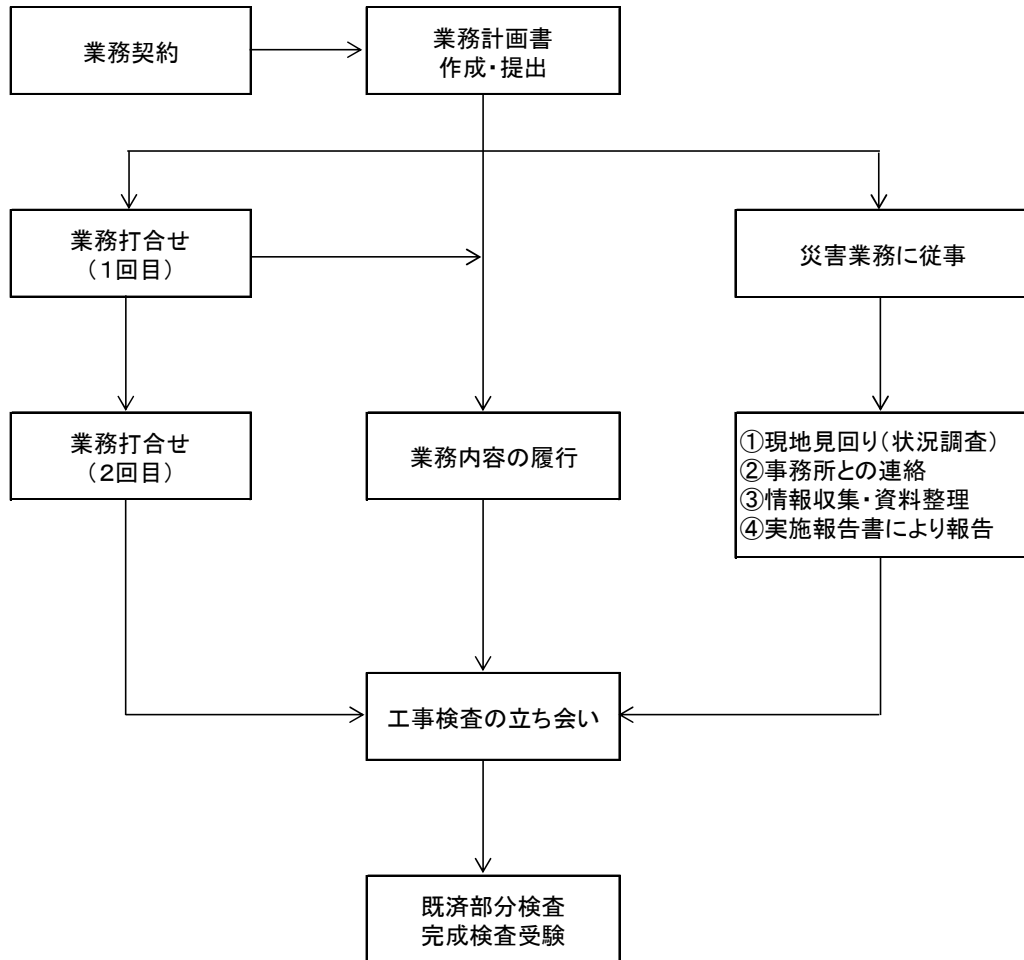 業務契約
業務計画書
作成・提出
業務打合せ
（１回目）
災害業務に従事
業務打合せ
（２回目）
業務内容の履行
①現地見回り（状況調査）
②事務所との連絡
③情報収集・資料整理
④実施報告書により報告
工事検査の立ち会い
既済部分検査
完成検査受験